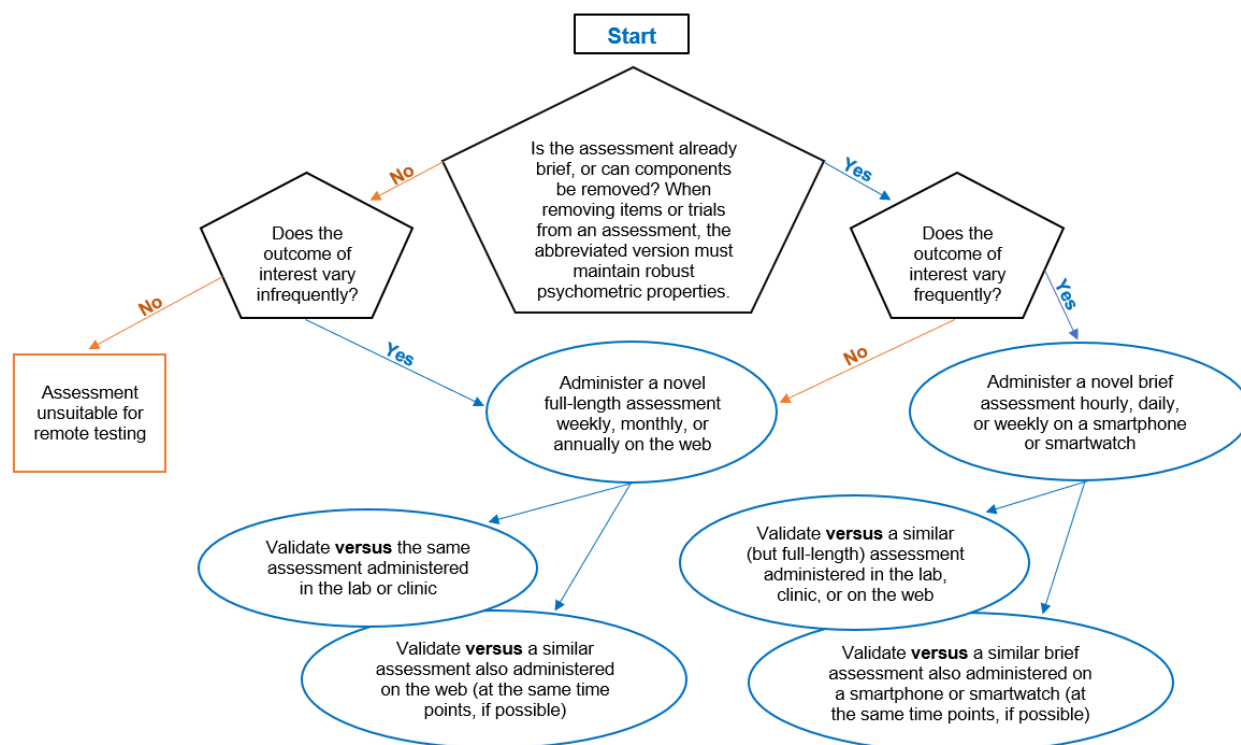 Start
Is the assessment already
brief, or can components
be removed? When
removing items or trials
from an assessment, the
abbreviated version must
maintain robust
psychometric properties.
No
Yes
Does the
outcome of
interest vary
infrequently?
Does the
outcome of
interest vary
frequently?
No
Yes
No
Yes
Assessment
unsuitable for
remote testing
Administer a novel
full-length assessment
weekly, monthly, or
annually on the web
Administer a novel brief
assessment hourly, daily,
or weekly on a smartphone
or smartwatch
Validate versus the same
assessment administered
in the lab or clinic
Validate versus a similar
(but full-length) assessment
administered in the lab,
clinic, or on the web
Validate versus a similar
assessment also administered
on the web (at the same time
points, if possible)
Validate versus a similar brief
assessment also administered on
a smartphone or smartwatch (at
the same time points, if possible)